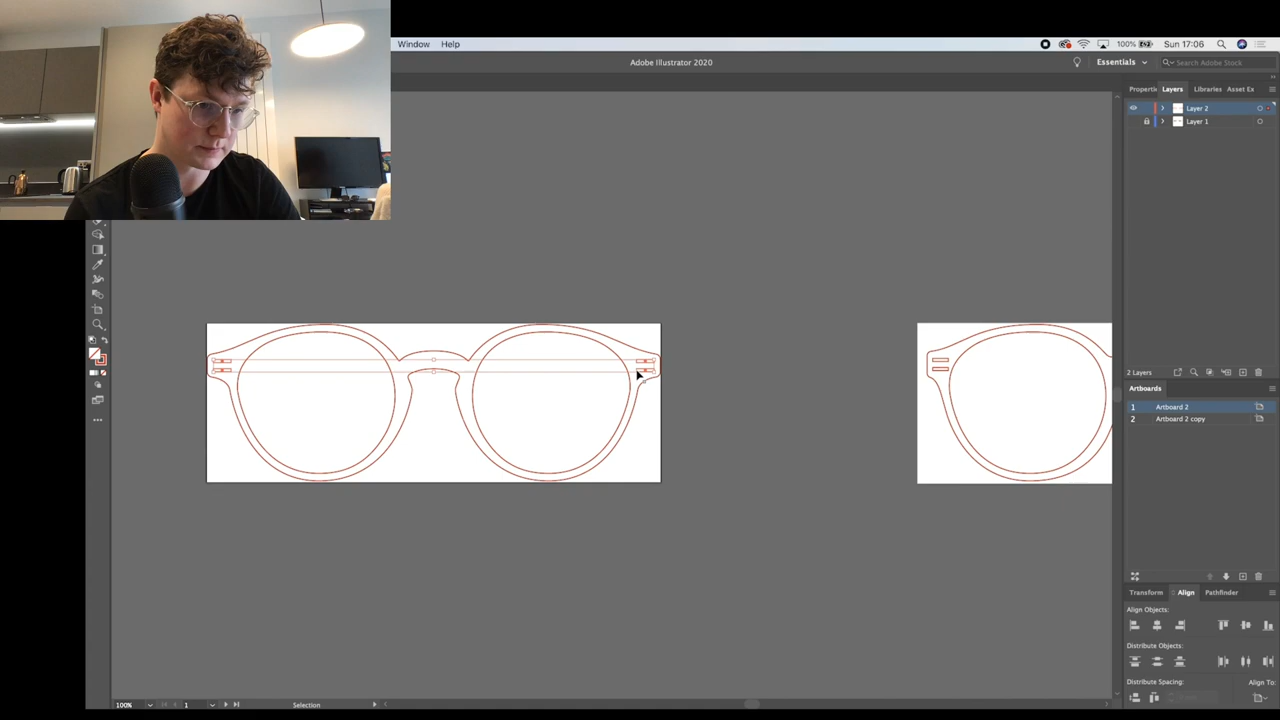 Window Help
100% Sun 17:06
Adobe Illustrator 2020
Essentials
Search Adobe Stock
Properti Layers Libraries Asset Ex
Layer 2
Layer 1
2 Layers
Artboards
1 Artboard 2
2 Artboard 2 copy
Transform Align Pathfinder
Align Objects:
Distribute Objects:
Distribute Spacing: Align To:
100% 1 Selection